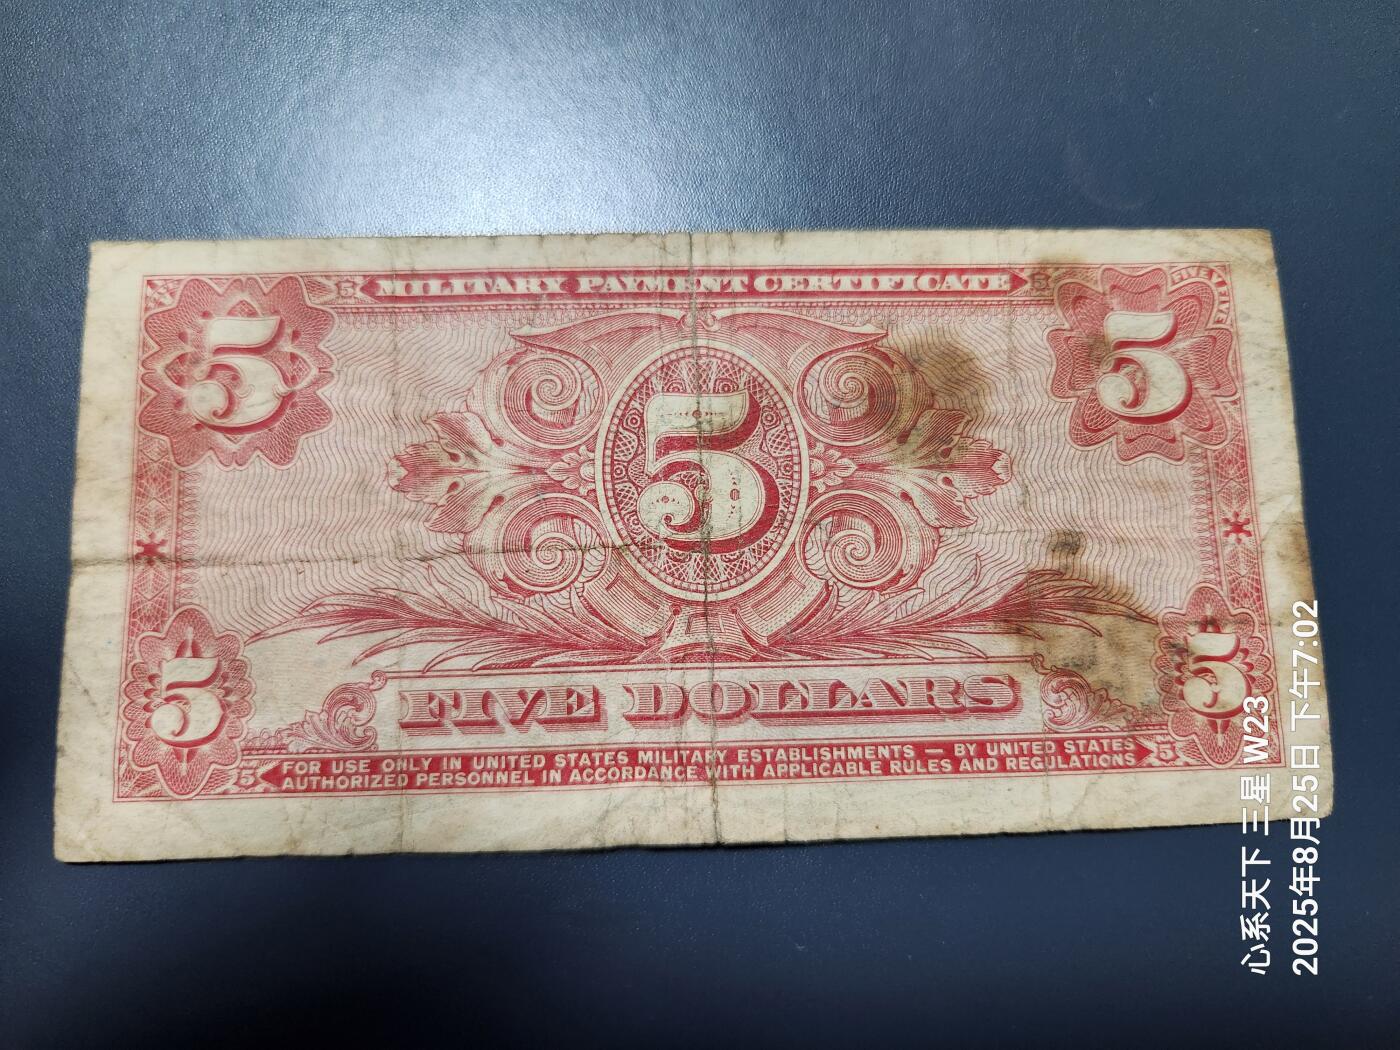 5 MILITARY PAYMENT CERTIFICATE 5
FIVE FIVE
5
5
5
5
5
FIVE DOLLARS
5 FOR USE ONLY IN UNITED STATES MILITARY ESTABLISHMENTS — BY UNITED STATES 5
AUTHORIZED PERSONNEL IN ACCORDANCE WITH APPLICABLE RULES AND REGULATIONS
心系天下 三星 W23
2025年8月25日 下午7:02